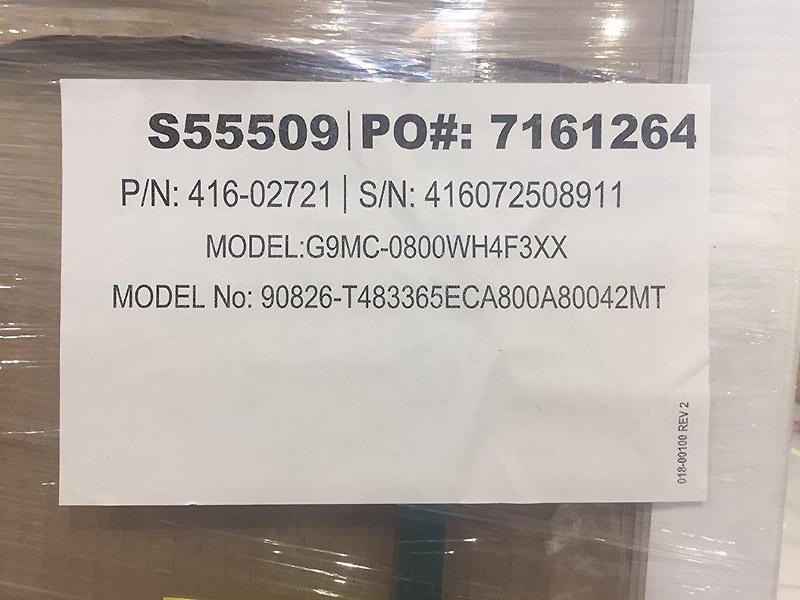 S55509|PO#: 7161264
P/N: 416-02721|S/N: 416072508911
MODEL:G9MC-0800WH4F3XX
MODEL No: 90826-T483365ECA800A80042MT
018-00100 REV 2